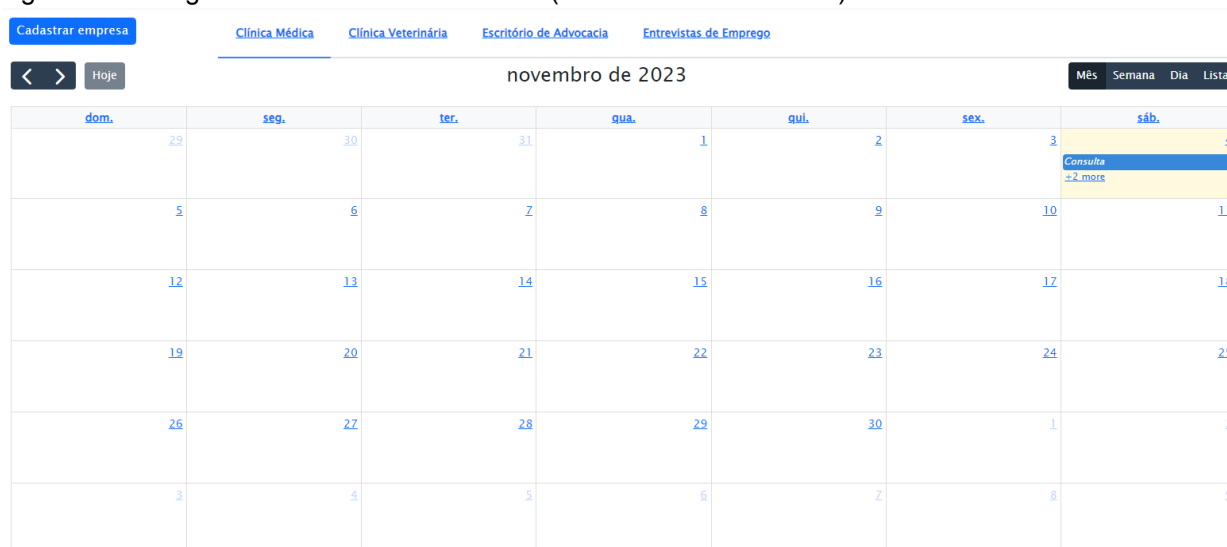 Cadastrar empresa
Clínica Médica Clínica Veterinária Escritório de Advocacia Entrevistas de Emprego
Hoje novembro de 2023 Mês Semana Dia Lista
dom. seg. ter. qua. qui. sex. sáb.
29 30 31 1 2 3
Consulta
+2 more
5 6 7 8 9 10
12 13 14 15 16 17
19 20 21 22 23 24
26 27 28 29 30 1
3 4 5 6 7 8